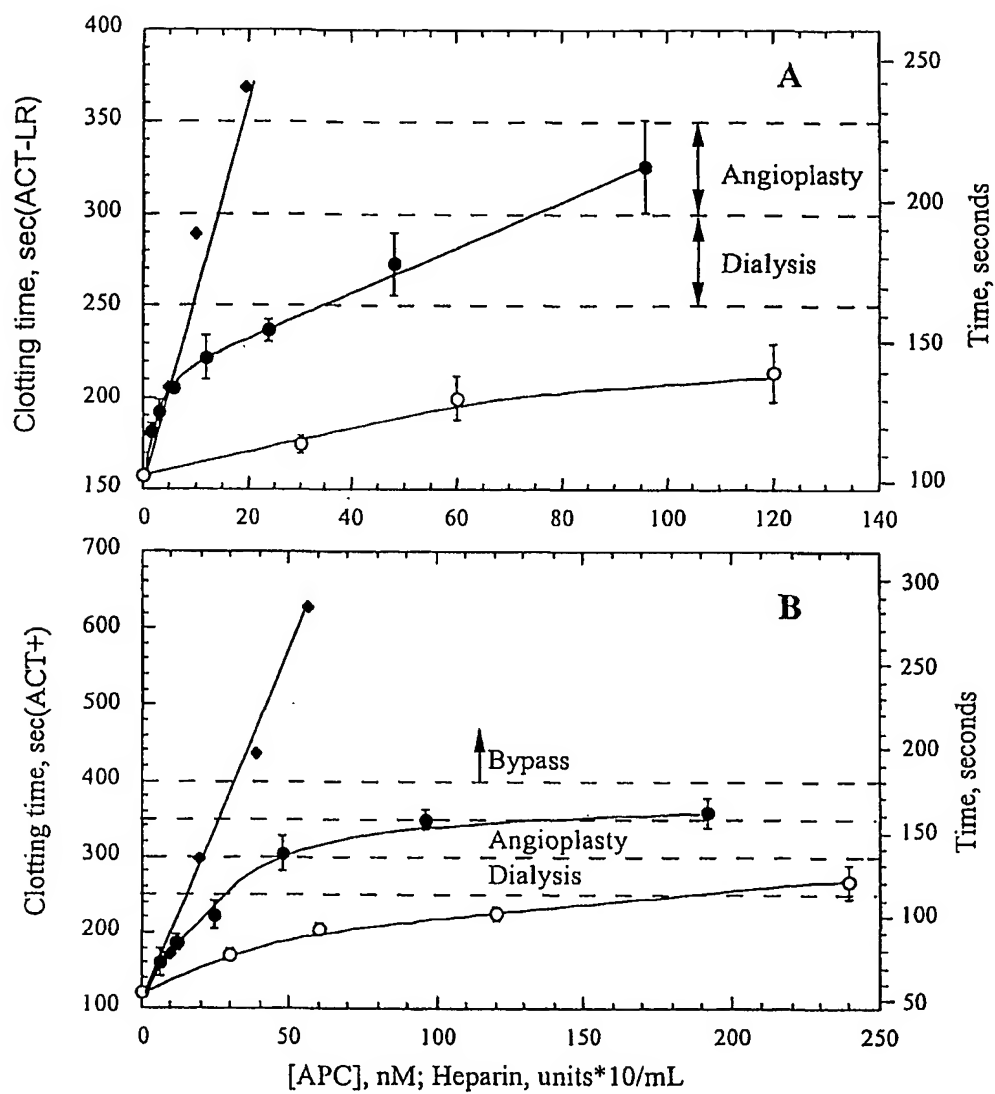 A
Clotting time, sec(ACT-LR)
400
350
300
250
200
150
Angioplasty
Dialysis
250
200
150
100
Time, seconds
0 20 40 60 80 100 120 140
B
Clotting time, sec(ACT+)
700
600
500
400
300
200
100
Bypass
Angioplasty
Dialysis
300
250
200
150
100
50
Time, seconds
0 50 100 150 200 250
[APC], nM; Heparin, units*10/mL